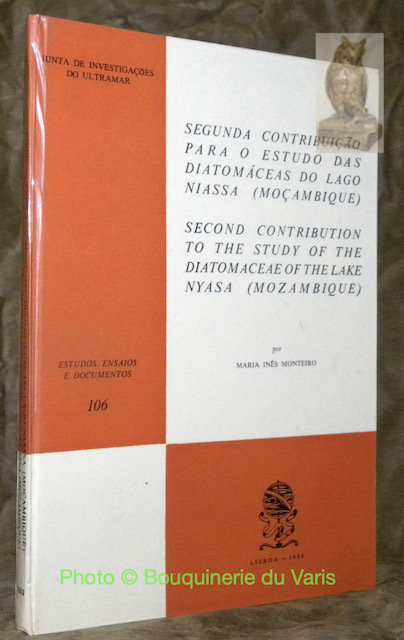 JUNTA DE INVESTIGAÇÕES
DO ULTRAMAR
SEGUNDA CONTRIBUIÇÃO
PARA O ESTUDO DAS
DIATOMÁCEAS DO LAGO
NIASSA (MOÇAMBIQUE)
SECOND CONTRIBUTION
TO THE STUDY OF THE
DIATOMACEAE OF THE LAKE
NYASA (MOZAMBIQUE)
por
MARIA INÊS MONTEIRO
ESTUDOS, ENSAIOS
E DOCUMENTOS
106
LISBOA —
Photo © Bouquinerie du Varis